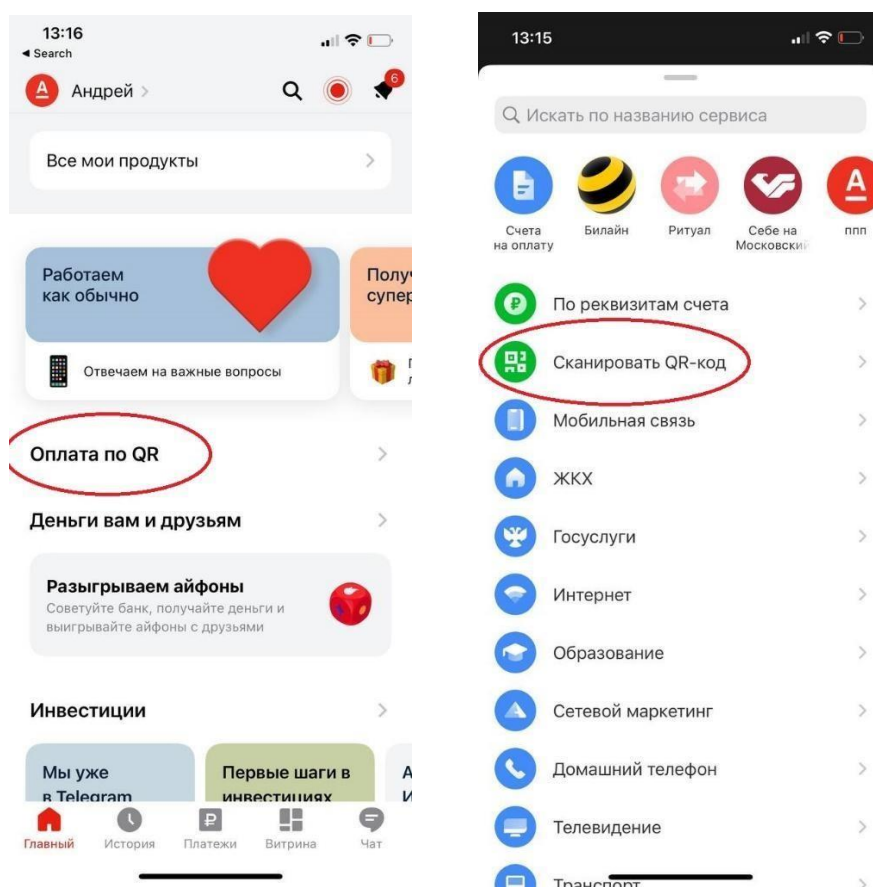 13:16
◄ Search
А
Андрей
6
Все мои продукты
Работаем
как обычно
Отвечаем на важные вопросы
Оплата по QR
Деньги вам и друзьям
Разыгрываем айфоны
Советуйте банк, получайте деньги и
выигрывайте айфоны с друзьями
Инвестиции
Мы уже
в Telegram
Первые шаги в
инвестициях
Главный
История
Платежи
Витрина
Чат
13:15
Искать по названию сервиса
Счета
на оплату
Билайн
Ритуал
Себе на
Московский
А
ппп
По реквизитам счета
Сканировать QR-код
Мобильная связь
ЖКХ
Госуслуги
Интернет
Образование
Сетевой маркетинг
Домашний телефон
Телевидение
Транспорт